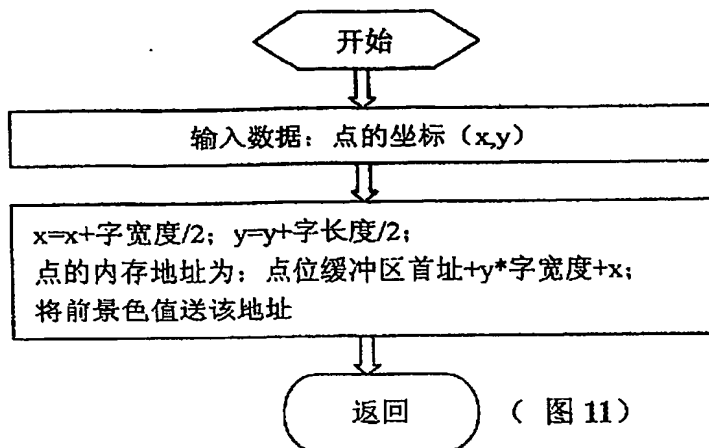 开始
输入数据：点的坐标（x,y）
x=x+字宽度/2；y=y+字长度/2；
点的内存地址为：点位缓冲区首址+y*字宽度+x；
将前景色值送该地址
返回
（ 图 11）